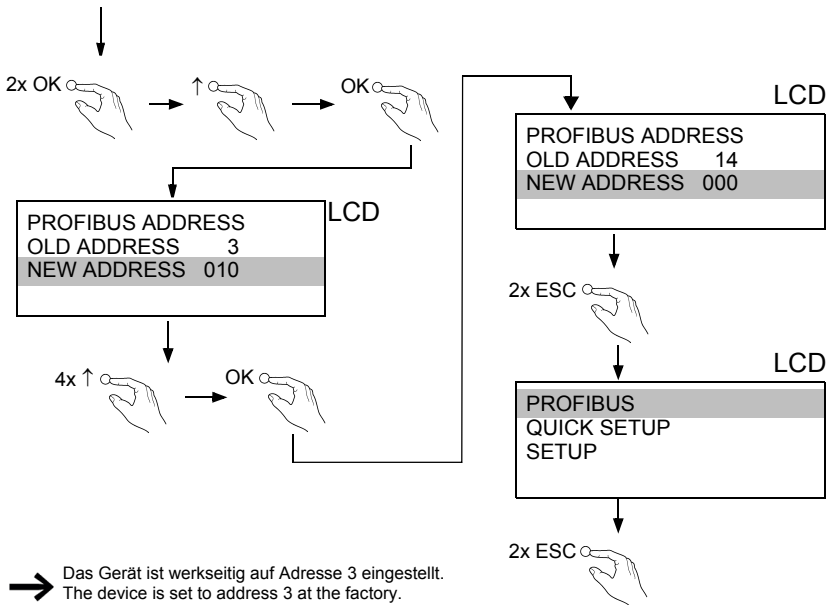 2x OK
↑
OK
LCD
PROFIBUS ADDRESS
OLD ADDRESS 3
NEW ADDRESS 010
4x ↑
OK
LCD
PROFIBUS ADDRESS
OLD ADDRESS 14
NEW ADDRESS 000
2x ESC
LCD
PROFIBUS
QUICK SETUP
SETUP
2x ESC
Das Gerät ist werkseitig auf Adresse 3 eingestellt.
The device is set to address 3 at the factory.